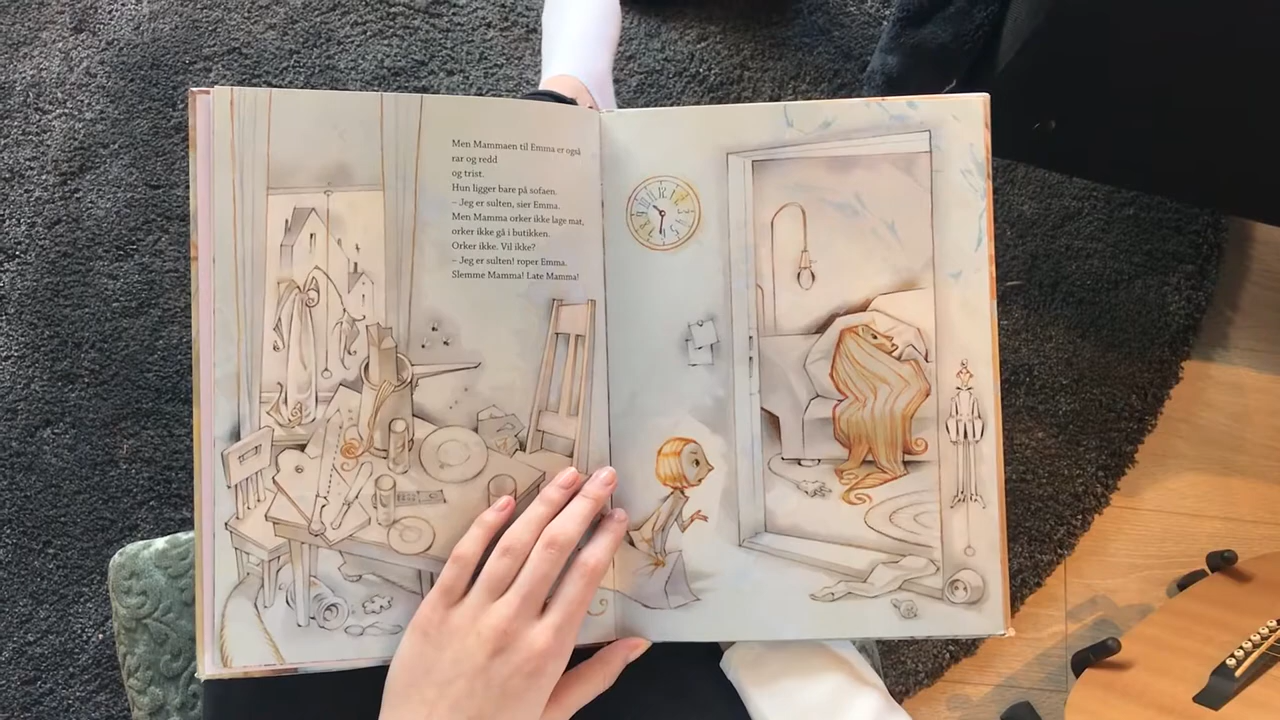 Men Mammaen til Emma er også
rar og redd
og trist.
Hun ligger bare på sofaen.
– Jeg er sulten, sier Emma.
Men Mamma orker ikke lage mat,
orker ikke gå i butikken.
Orker ikke. Vil ikke?
– Jeg er sulten! roper Emma.
Slemme Mamma! Late Mamma!